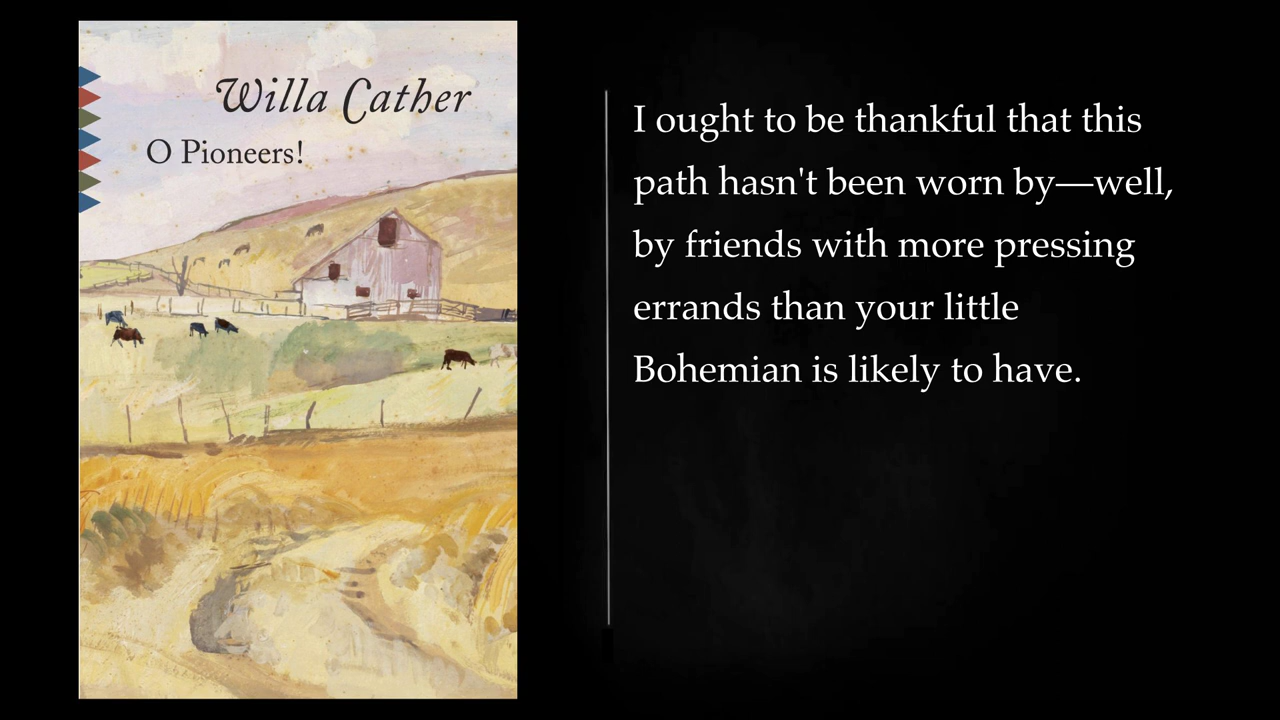 Willa Cather
O Pioneers!
I ought to be thankful that this
path hasn't been worn by—well,
by friends with more pressing
errands than your little
Bohemian is likely to have.